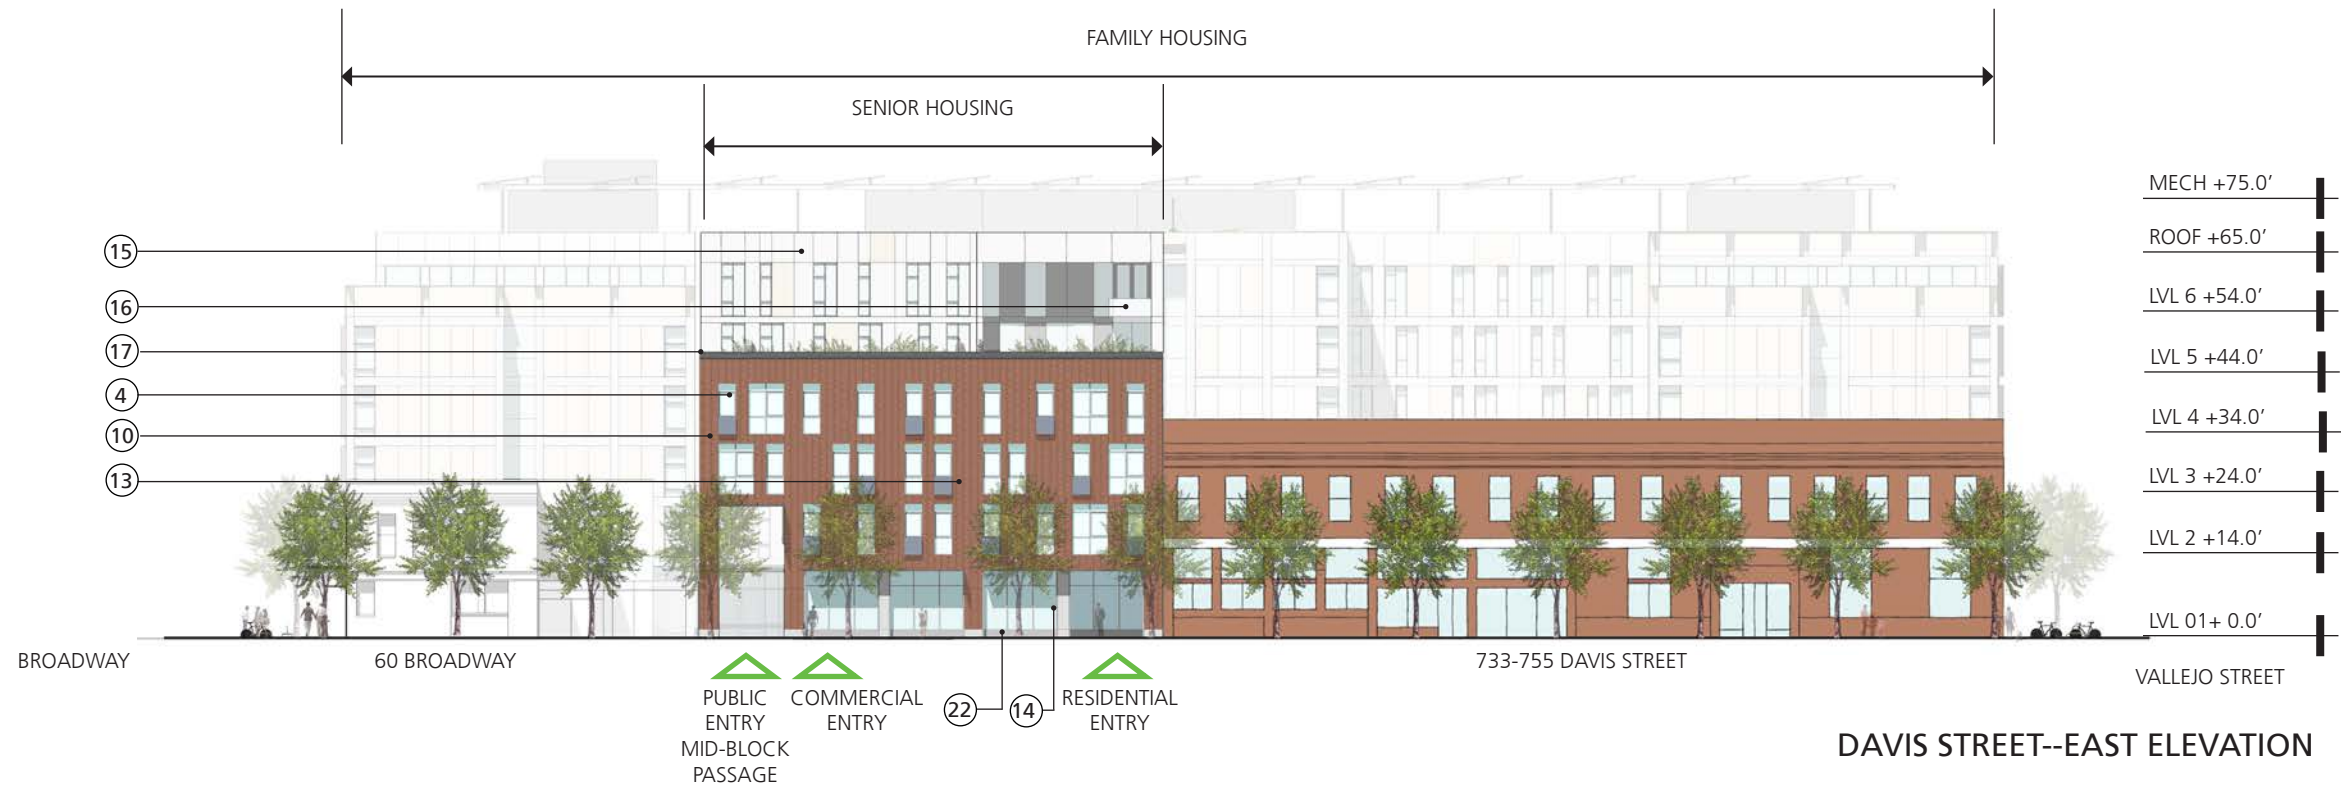 FAMILY HOUSING
SENIOR HOUSING
MECH +75.0’
15
ROOF +65.0’
16
LVL 6 +54.0’
17
LVL 5 +44.0’
4
LVL 4 +34.0’
10
13
LVL 3 +24.0’
LVL 2 +14.0’
LVL 01+ 0.0’
BROADWAY
60 BROADWAY
733-755 DAVIS STREET
VALLEJO STREET
PUBLIC
ENTRY
MID-BLOCK
PASSAGE
COMMERCIAL
ENTRY
22
14
RESIDENTIAL
ENTRY
DAVIS STREET--EAST ELEVATION